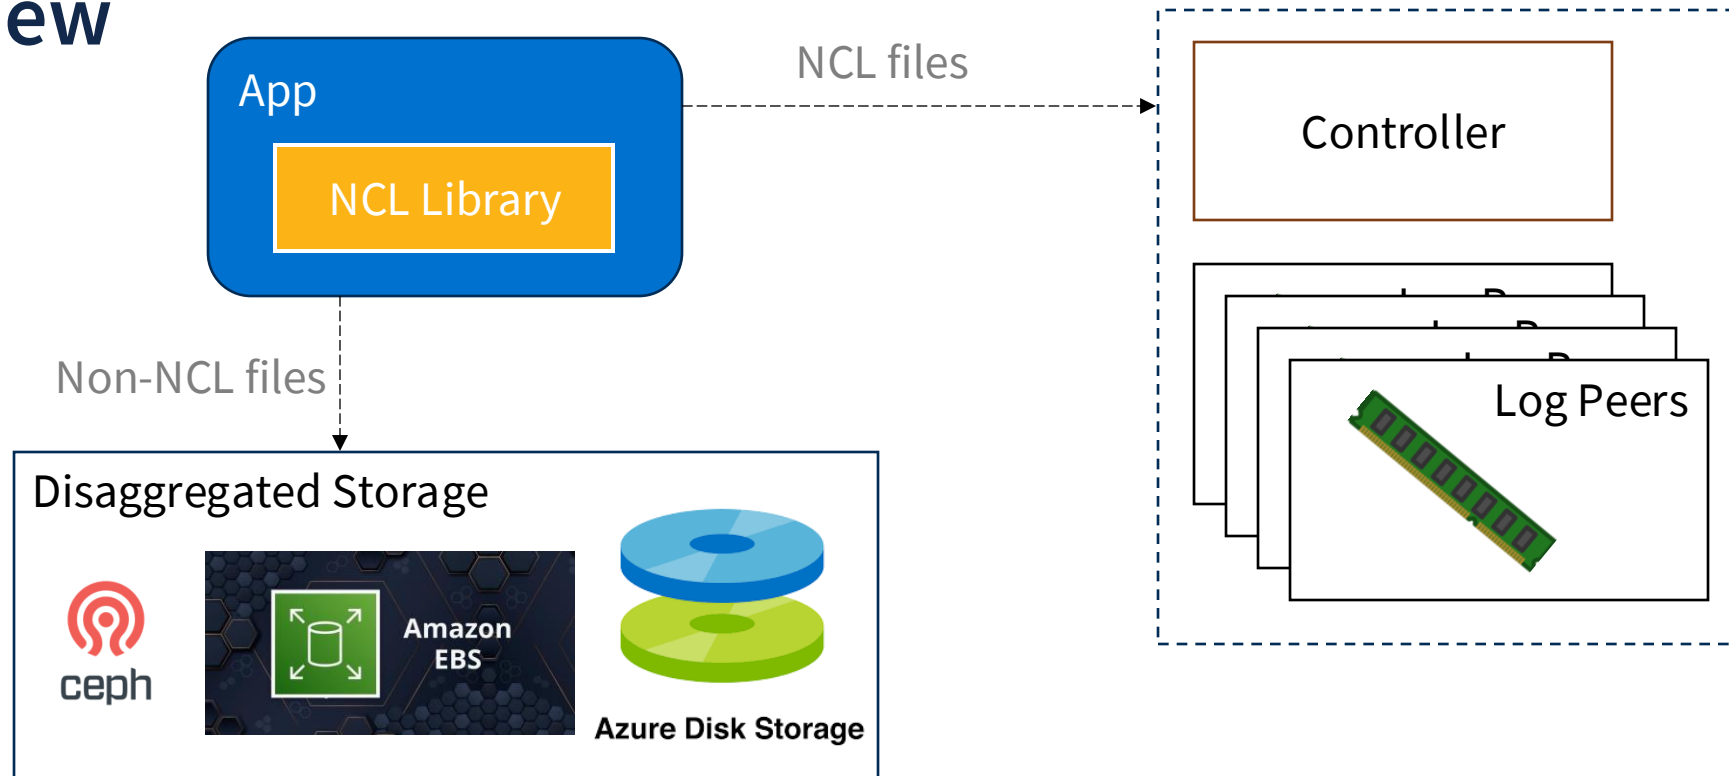 ew
App
NCL Library
NCL files
Controller
Log Peers
Non-NCL files
Disaggregated Storage
ceph
Amazon
EBS
Azure Disk Storage